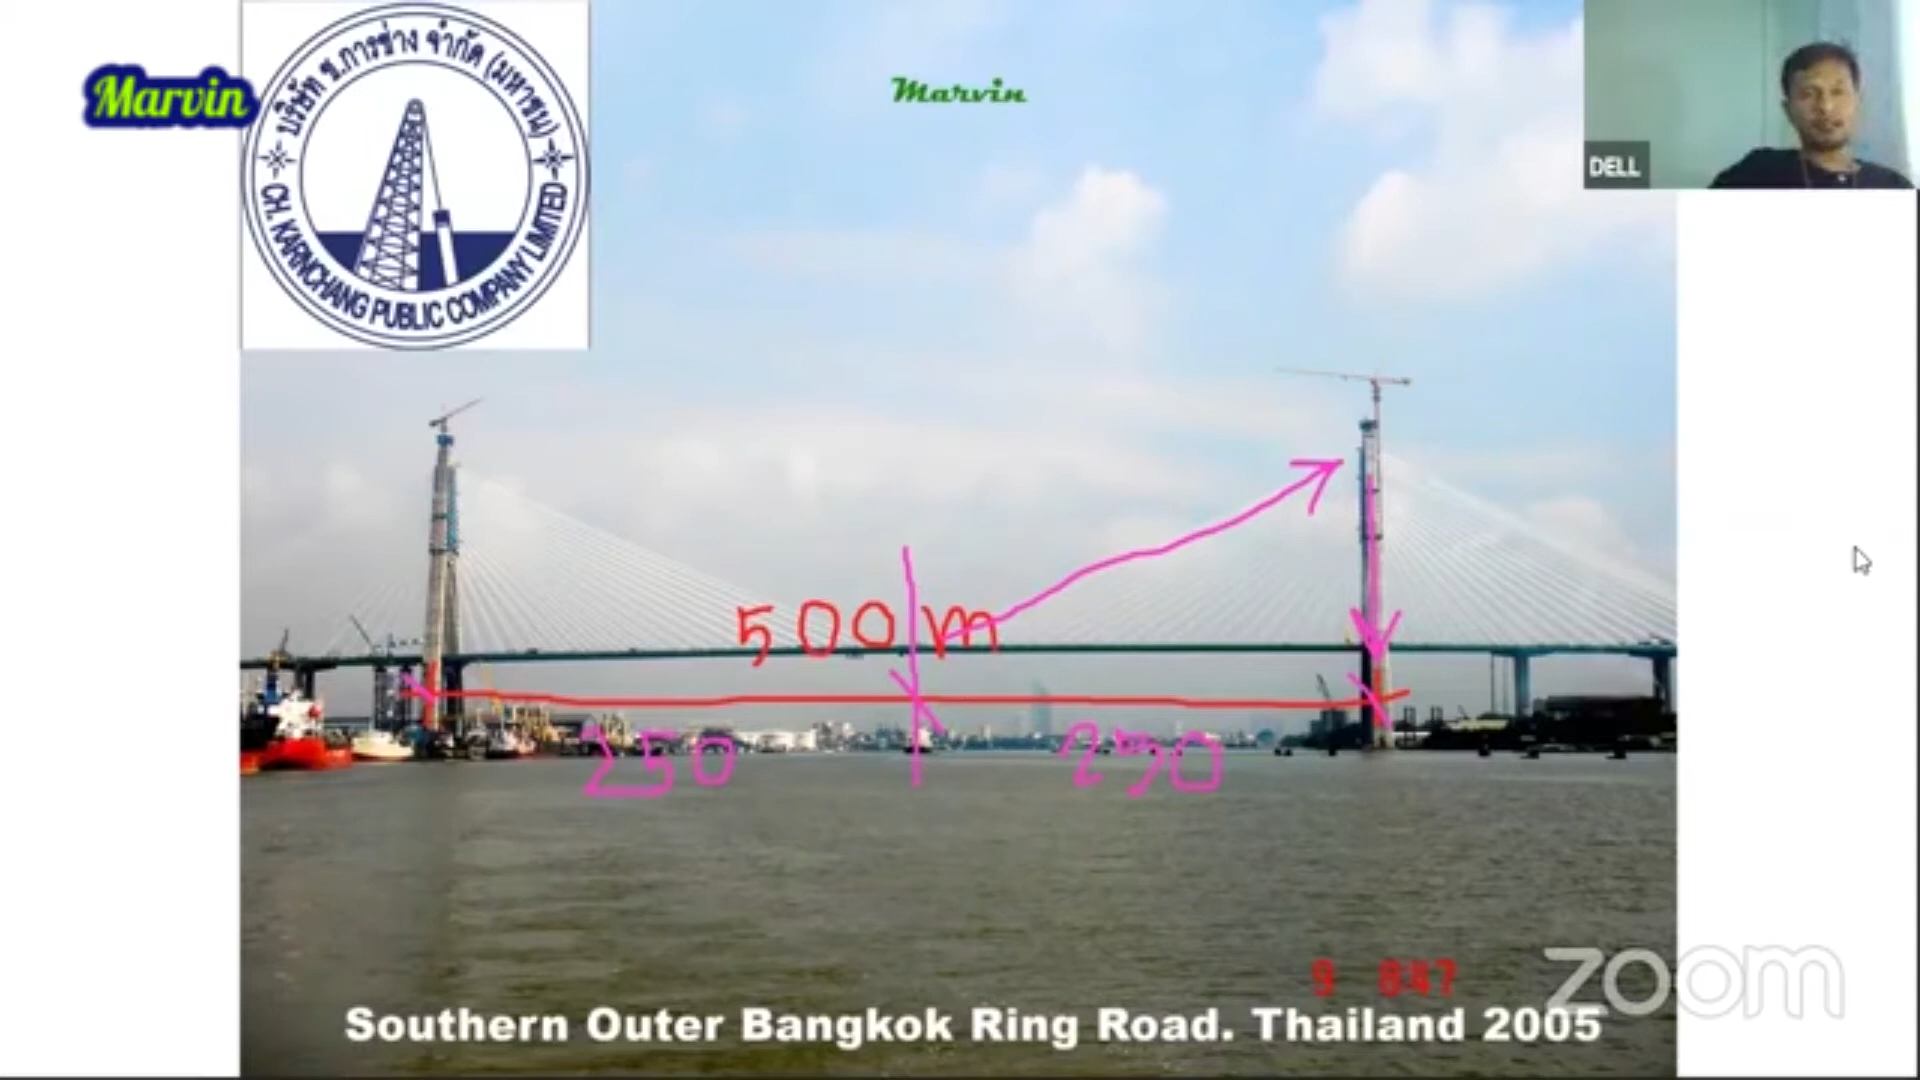 Marvin
บริษัท ช.การช่าง จำกัด (มหาชน)
CH. KARNCHANG PUBLIC COMPANY LIMITED
Marvin
DELL
500 m
250
250
zoom
Southern Outer Bangkok Ring Road. Thailand 2005